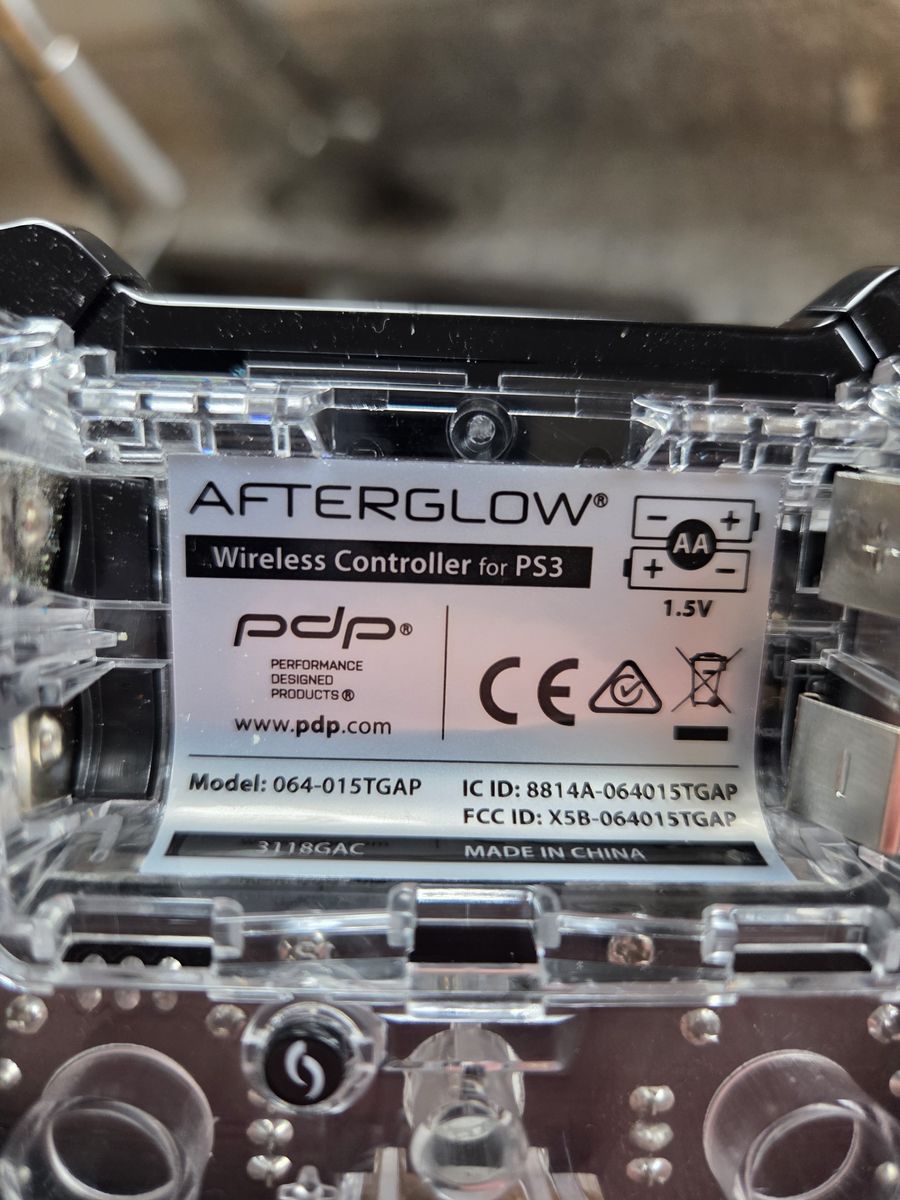 AFTERGLOW®
Wireless Controller for PS3
- +
AA
+ -
1.5V
pdp®
PERFORMANCE
DESIGNED
PRODUCTS®
www.pdp.com
CE
Model: 064-015TGAP
IC ID: 8814A-064015TGAP
FCC ID: X5B-064015TGAP
3118GAC
MADE IN CHINA